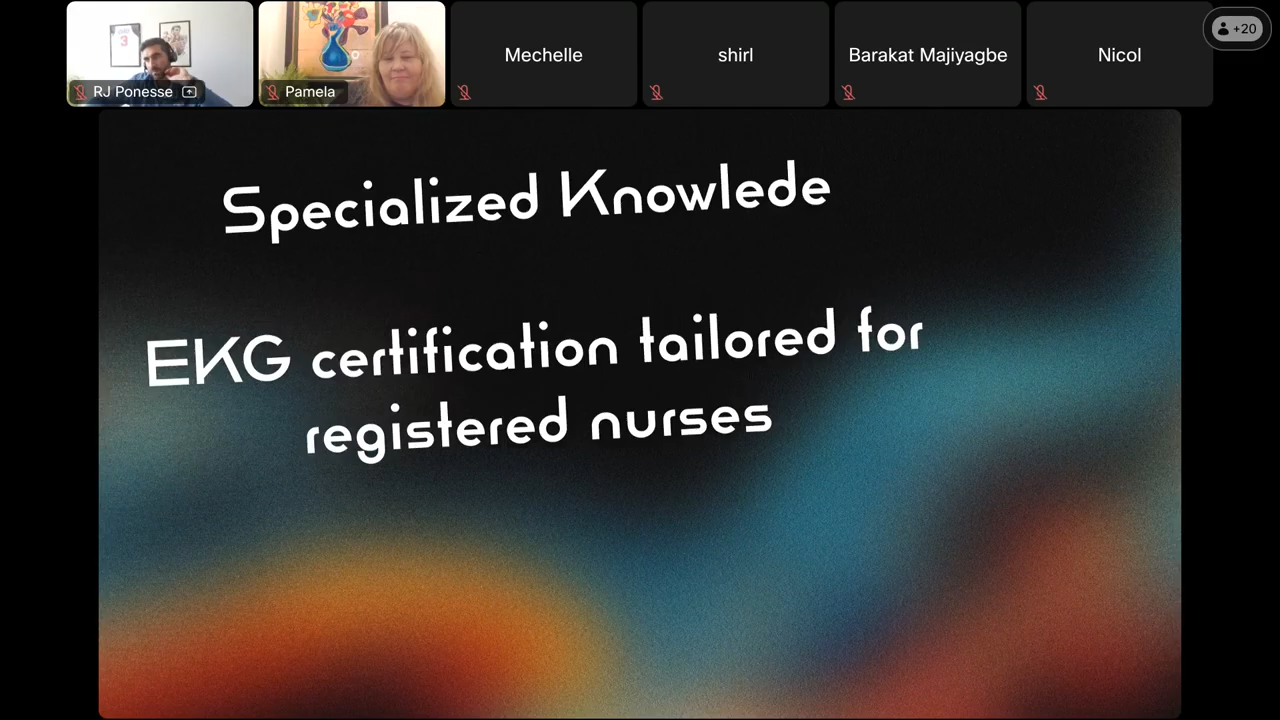 RJ Ponesse
Pamela
Mechelle
shirl
Barakat Majiyagbe
Nicol
+20
Specialized Knowlede
EKG certification tailored for
registered nurses